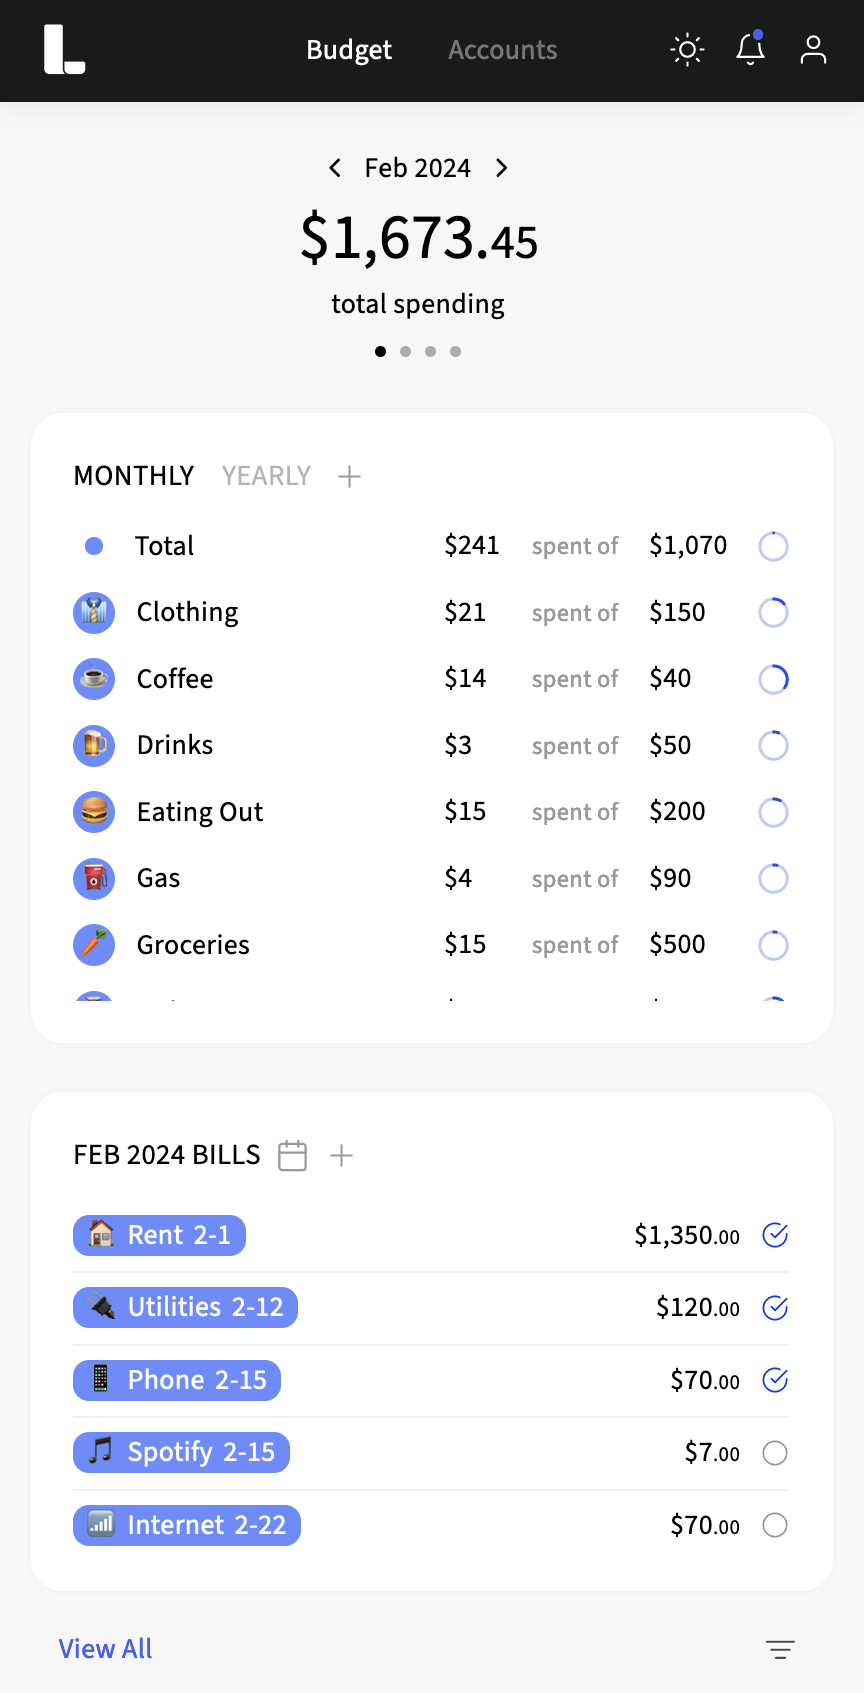 L
Budget Accounts
Feb 2024
$1,673.45
total spending
MONTHLY YEARLY
Total $241 spent of $1,070
Clothing $21 spent of $150
Coffee $14 spent of $40
Drinks $3 spent of $50
Eating Out $15 spent of $200
Gas $4 spent of $90
Groceries $15 spent of $500
FEB 2024 BILLS
Rent 2-1 $1,350.00
Utilities 2-12 $120.00
Phone 2-15 $70.00
Spotify 2-15 $7.00
Internet 2-22 $70.00
View All